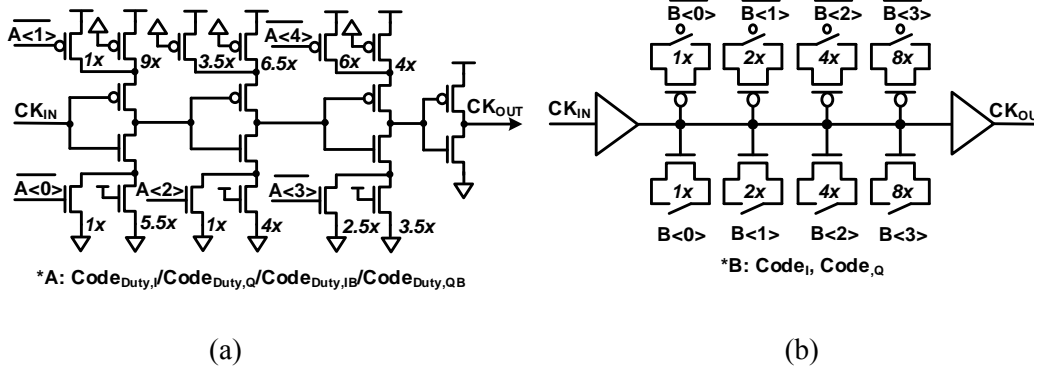 A<1>
1x
9x
3.5x
6.5x
A<4>
6x
4x
CK_IN
CK_OUT
A<0>
1x
5.5x
A<2>
1x
4x
A<3>
2.5x
3.5x
*A: Code_Duty,I/Code_Duty,Q/Code_Duty,IB/Code_Duty,QB
(a)
B<0>
B<1>
B<2>
B<3>
1x
2x
4x
8x
CK_IN
CK_OU
1x
2x
4x
8x
B<0>
B<1>
B<2>
B<3>
*B: Code_I, Code_,Q
(b)